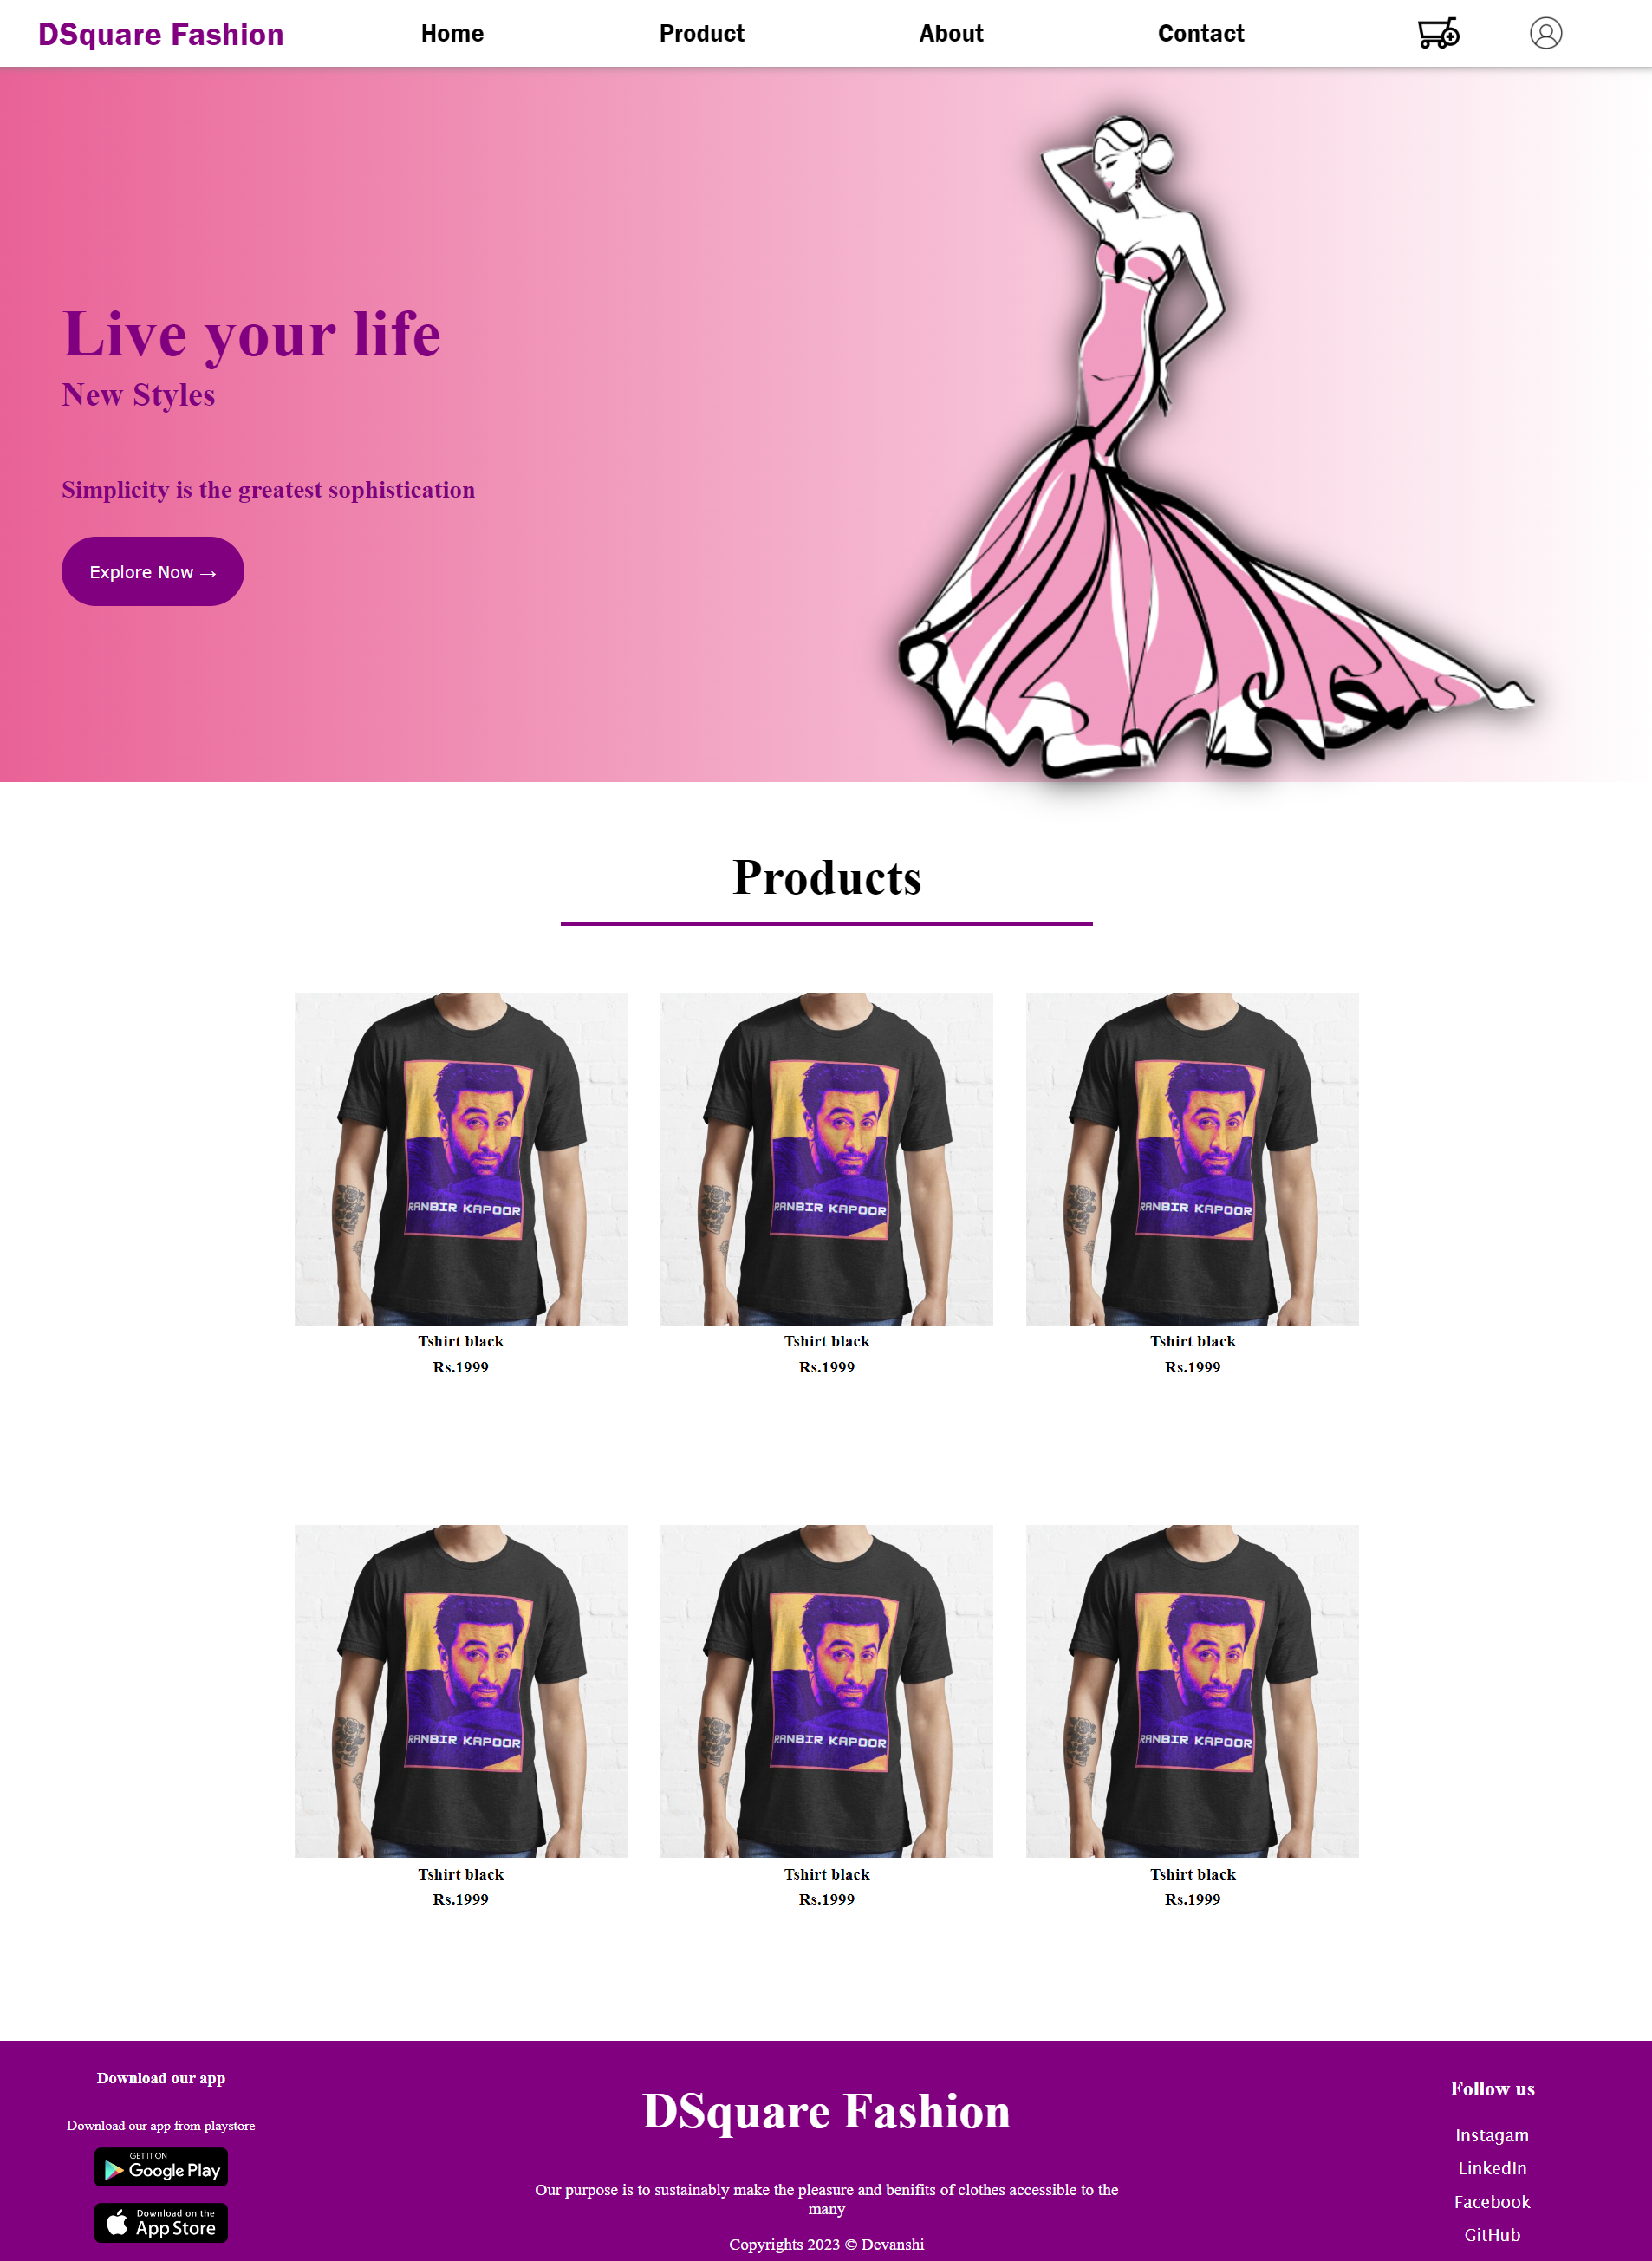 DSquare Fashion
Home
Product
About
Contact
Live your life
New Styles
Simplicity is the greatest sophistication
Explore Now →
Products
RANBIR KAPOOR
RANBIR KAPOOR
RANBIR KAPOOR
Tshirt black
Tshirt black
Tshirt black
Rs.1999
Rs.1999
Rs.1999
RANBIR KAPOOR
RANBIR KAPOOR
RANBIR KAPOOR
Tshirt black
Tshirt black
Tshirt black
Rs.1999
Rs.1999
Rs.1999
Download our app
Download our app from playstore
GET IT ON
Google Play
Download on the
App Store
DSquare Fashion
Our purpose is to sustainably make the pleasure and benifits of clothes accessible to the
many
Copyrights 2023 © Devanshi
Follow us
Instagam
LinkedIn
Facebook
GitHub